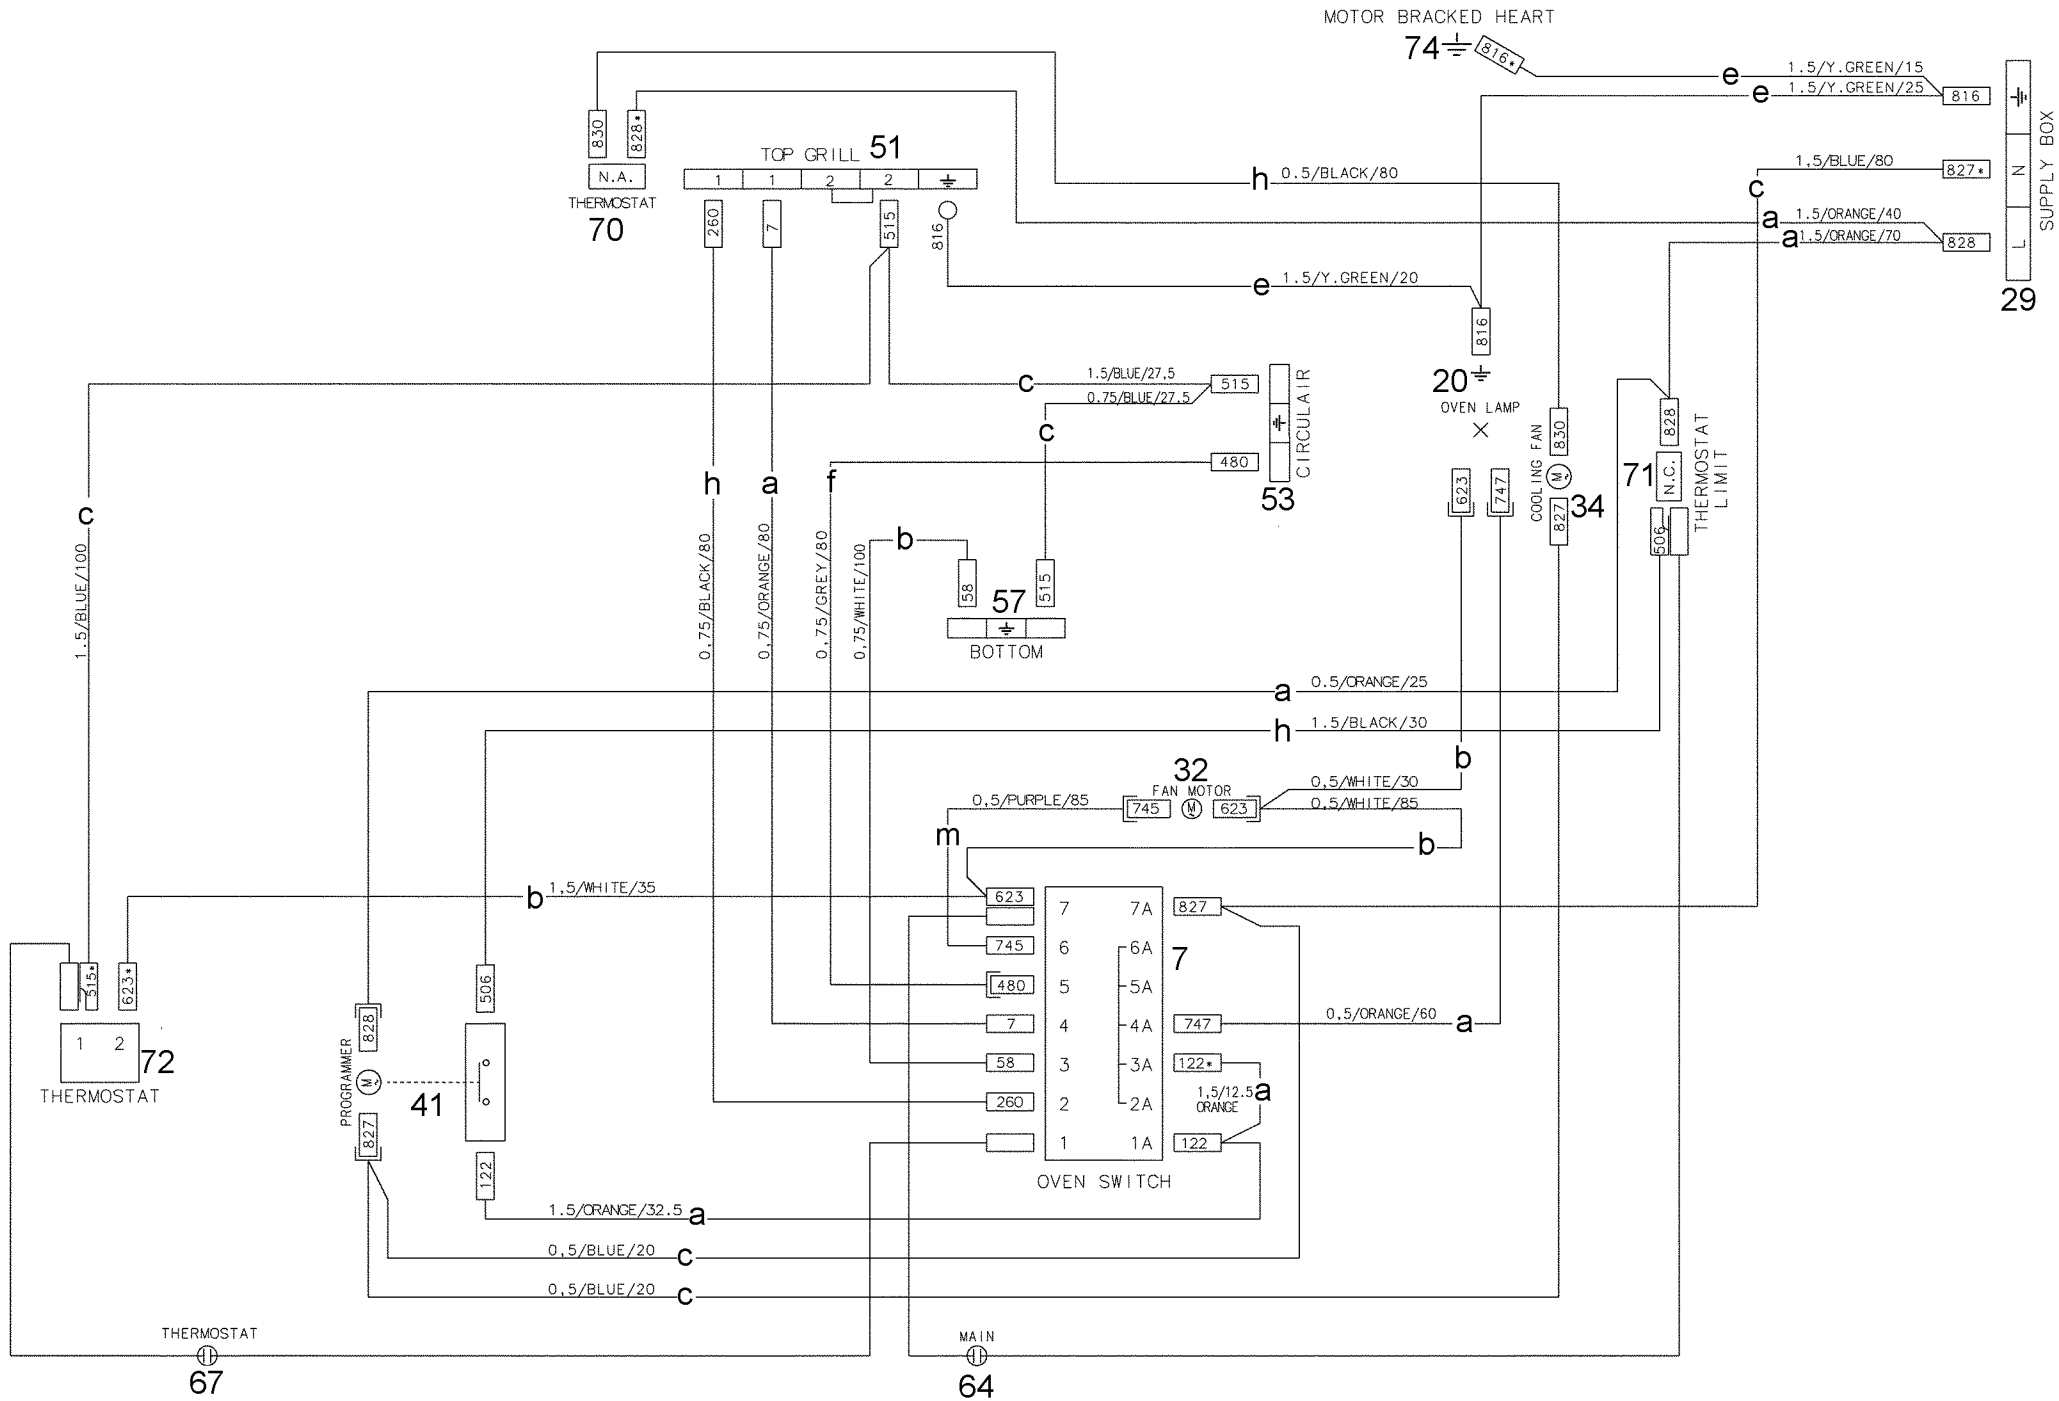 MOTOR BRACKED HEART
74
816*
e
1.5/Y.GREEN/15
e
1.5/Y.GREEN/25
816
SUPPLY BOX
N
L
29
830
828*
N.A.
THERMOSTAT
70
TOP GRILL
51
1
1
2
2
260
7
515
816
h
0.5/BLACK/80
1,5/BLUE/80
827*
c
a
1.5/ORANGE/40
a
1.5/ORANGE/70
828
e
1.5/Y.GREEN/20
816
20
OVEN LAMP
c
1.5/BLUE/27,5
0.75/BLUE/27.5
515
CIRCULAIR
480
53
c
COOLING FAN
830
M
827
34
828
71
N.C.
THERMOSTAT LIMIT
506
623
747
h
a
f
c
1.5/BLUE/100
0,75/BLACK/80
0,75/ORANGE/80
0,75/GREY/80
0,75/WHITE/100
b
58
515
57
BOTTOM
a
0.5/ORANGE/25
h
1.5/BLACK/30
b
32
FAN MOTOR
0,5/PURPLE/85
745
M
623
0,5/WHITE/30
0,5/WHITE/85
m
b
b
1,5/WHITE/35
623
7
7A
827
745
6
6A
7
480
5
5A
7
4
4A
747
0.5/ORANGE/60
a
58
3
3A
122*
260
2
2A
1,5/12.5
ORANGE
a
1
1A
122
OVEN SWITCH
515*
623*
1
2
72
THERMOSTAT
PROGRAMMER
828
M
827
41
506
122
1.5/ORANGE/32.5
a
0,5/BLUE/20
c
0,5/BLUE/20
c
THERMOSTAT
67
MAIN
64